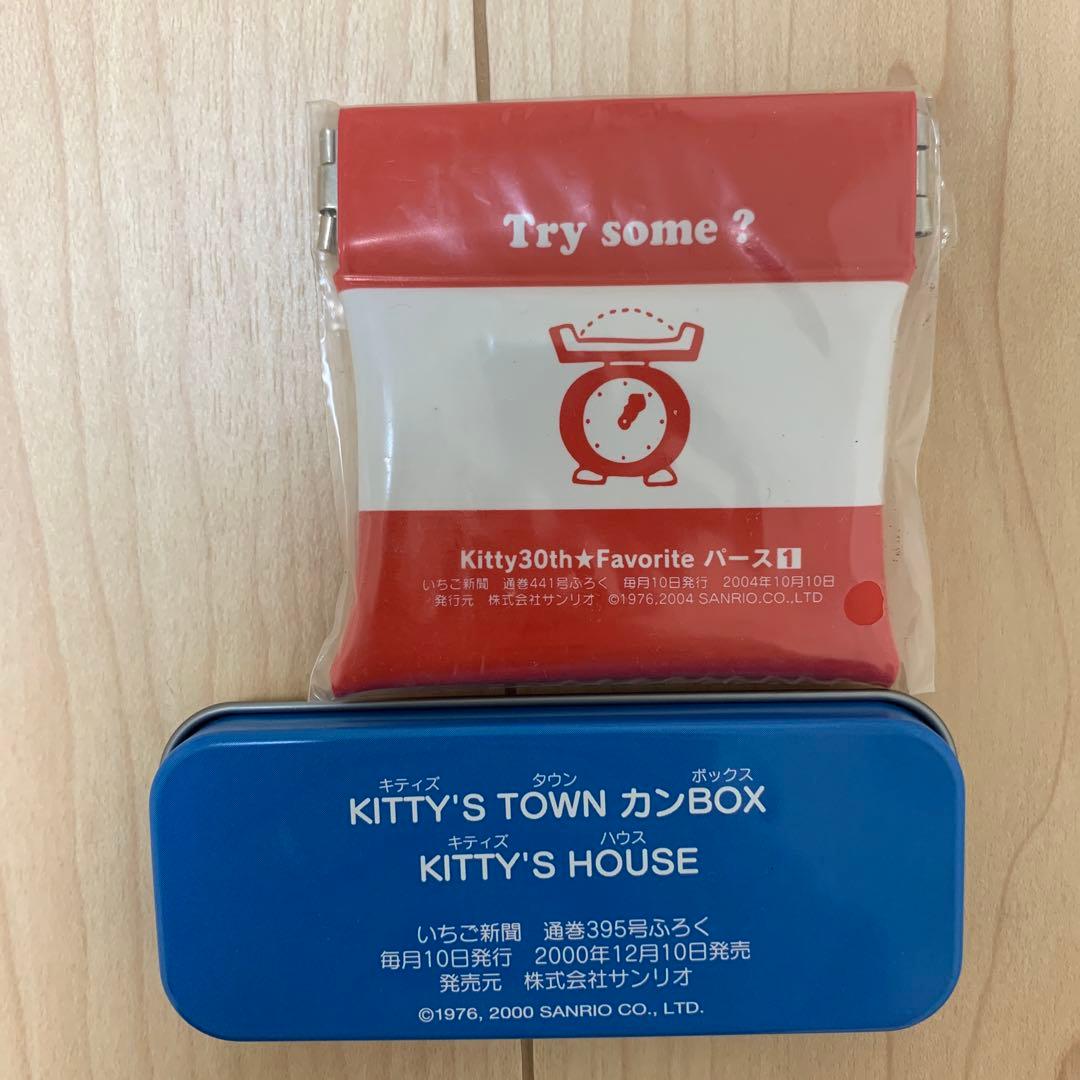 Try some ?
Kitty30th★Favorite パース1
いちご新聞 通巻441号ふろく 毎月10日発行 2004年10月10日
発行元 株式会社サンリオ ©1976,2004 SANRIO.CO.,LTD
キティズ タウン ボックス
KITTY'S TOWN カンBOX
キティズ ハウス
KITTY'S HOUSE
いちご新聞 通巻395号ふろく
毎月10日発行 2000年12月10日発売
発売元 株式会社サンリオ
©1976, 2000 SANRIO CO., LTD.